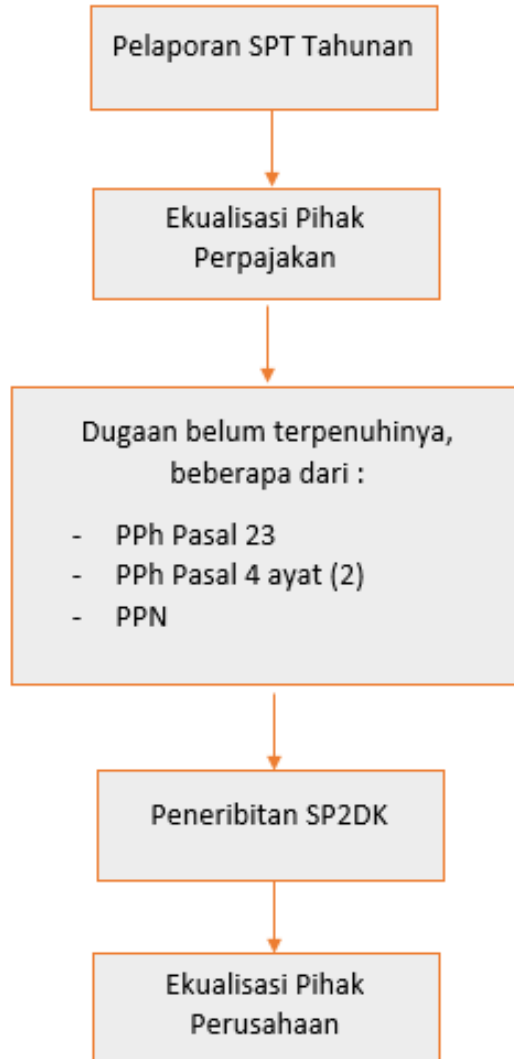 Pelaporan SPT Tahunan
Ekualisasi Pihak
Perpajakan
Dugaan belum terpenuhinya,
beberapa dari :
- PPh Pasal 23
- PPh Pasal 4 ayat (2)
- PPN
Peneribitan SP2DK
Ekualisasi Pihak
Perusahaan